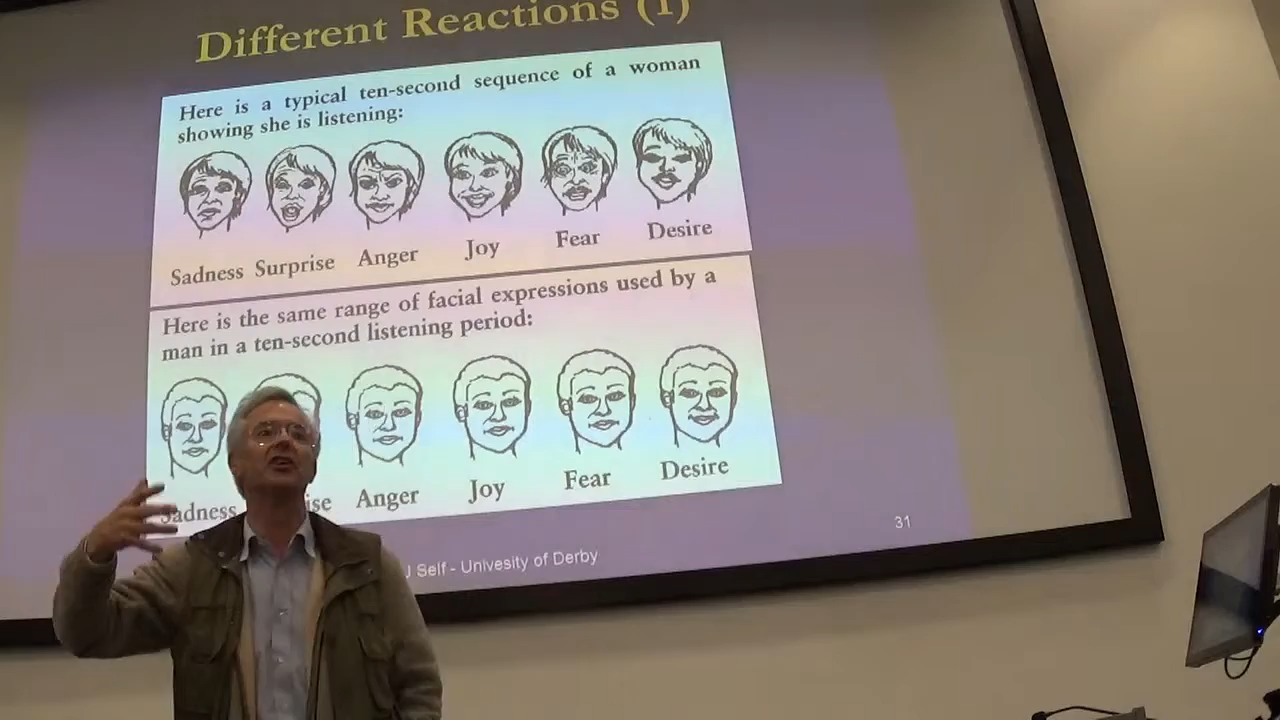 Different Reactions (1)
Here is a typical ten-second sequence of a woman
showing she is listening:
Sadness Surprise Anger Joy Fear Desire
Here is the same range of facial expressions used by a
man in a ten-second listening period:
Sadness ise Anger Joy Fear Desire
J Self - Univesity of Derby
31